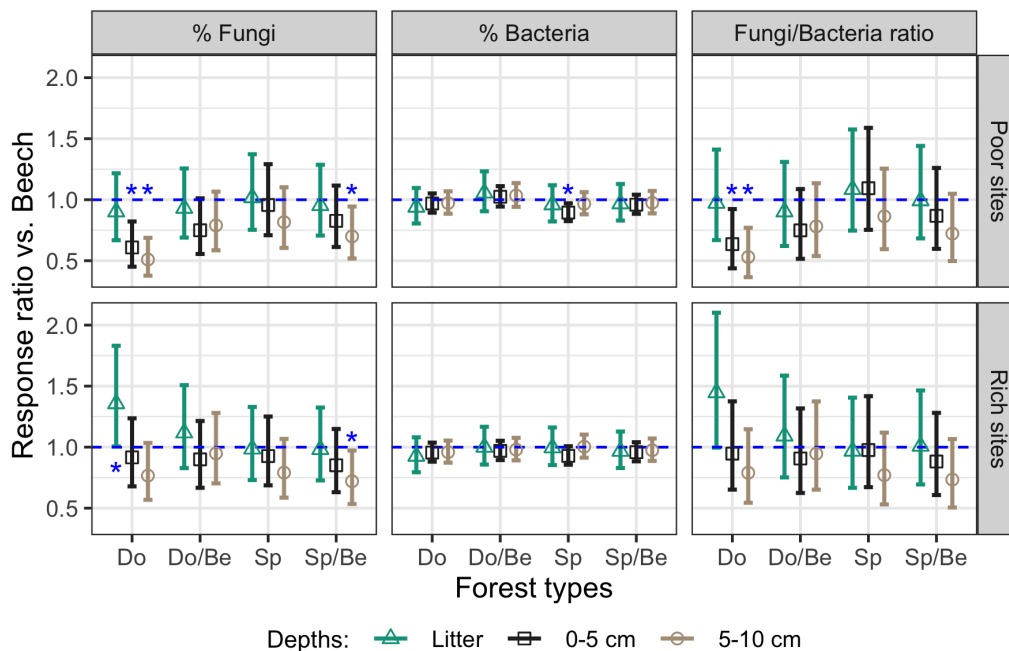 % Fungi % Bacteria Fungi/Bacteria ratio
Response ratio vs. Beech
2.0
1.5
1.0
0.5
* * * * * *
Poor sites
2.0
1.5
1.0
0.5
* *
Rich sites
Do Do/Be Sp Sp/Be Do Do/Be Sp Sp/Be Do Do/Be Sp Sp/Be
Forest types
Depths: Litter 0-5 cm 5-10 cm